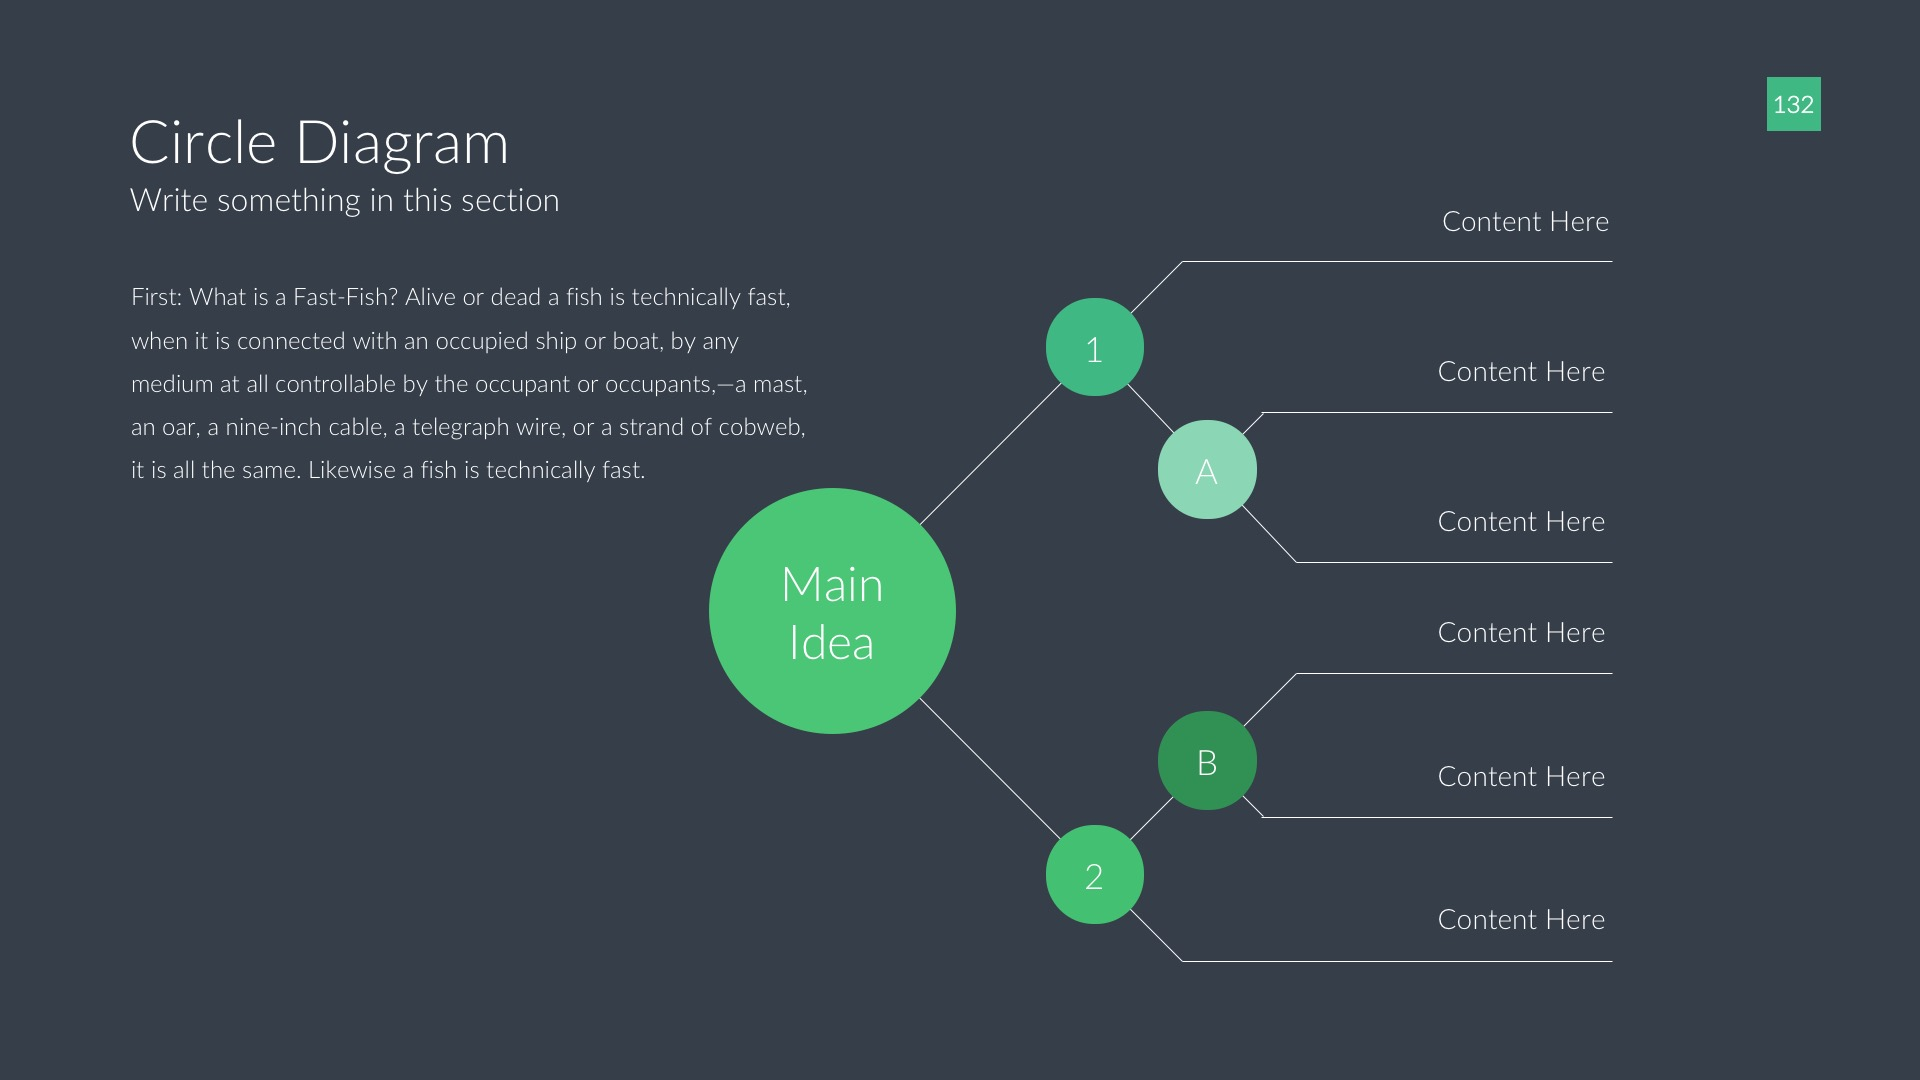 132
Circle Diagram
Write something in this section
First: What is a Fast-Fish? Alive or dead a fish is technically fast,
when it is connected with an occupied ship or boat, by any
medium at all controllable by the occupant or occupants,—a mast,
an oar, a nine-inch cable, a telegraph wire, or a strand of cobweb,
it is all the same. Likewise a fish is technically fast.
Main
Idea
1
A
B
2
Content Here
Content Here
Content Here
Content Here
Content Here
Content Here